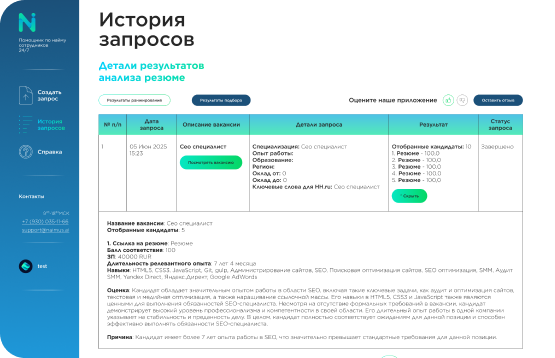 Ni
Помощник по найму
сотрудников
24/7
Создать
запрос
История
запросов
Справка
Контакты
+7 (930) 035-11-66
test
История
запросов
Детали результатов
анализа резюме
Результаты ранжирования
Результаты подбора
Оцените наше приложение
Оставить отзыв
№ п/п
Дата
запроса
Описание вакансии
Детали запроса
Результат
Статус
запроса
1
05 Июн 2025
15:23
Сео специалист
Посмотреть вакансию
Специализация: Сео специалист
Опыт работы:
Образование:
Регион:
Оклад от: 0
Оклад до: 0
Ключевые слова для HH.ru: Сео специалист
Отобранные кандидаты: 10
1. Резюме - 100,0
2. Резюме - 100,0
3. Резюме - 100,0
4. Резюме - 100,0
5. Резюме - 100,0
Скрыть
Завершено
Название вакансии: Сео специалист
Отобранные кандидаты: 5
1. Ссылка на резюме: Резюме
Балл соответствия: 100
ЗП: 40000 RUR
Длительность релевантного опыта: 7 лет 4 месяца
Навыки: HTML5, CSS3, JavaScript, Git, gulp, Администрирование сайтов, SEO, Поисковая оптимизация сайтов, SEO оптимизация, SMM, Аудит
SMM, Yandex Direct, Яндекс.Директ, Google AdWords
Оценка: Кандидат обладает значительным опытом работы в области SEO, включая такие ключевые задачи, как аудит и оптимизация сайтов,
текстовая и медийная оптимизация, а также наращивание ссылочной массы. Его навыки в HTML5, CSS3 и JavaScript также являются
ценными для выполнения обязанностей SEO-специалиста. Несмотря на отсутствие формальных требований в вакансии, кандидат
демонстрирует высокий уровень профессионализма и компетентности в своей области. Его длительный опыт работы в одной компании
указывает на стабильность и преданность делу. В целом, кандидат полностью соответствует ожиданиям для данной позиции и способен
эффективно выполнять обязанности SEO-специалиста.
Причина: Кандидат имеет более 7 лет опыта работы в SEO, что значительно превышает стандартные требования для данной позиции.